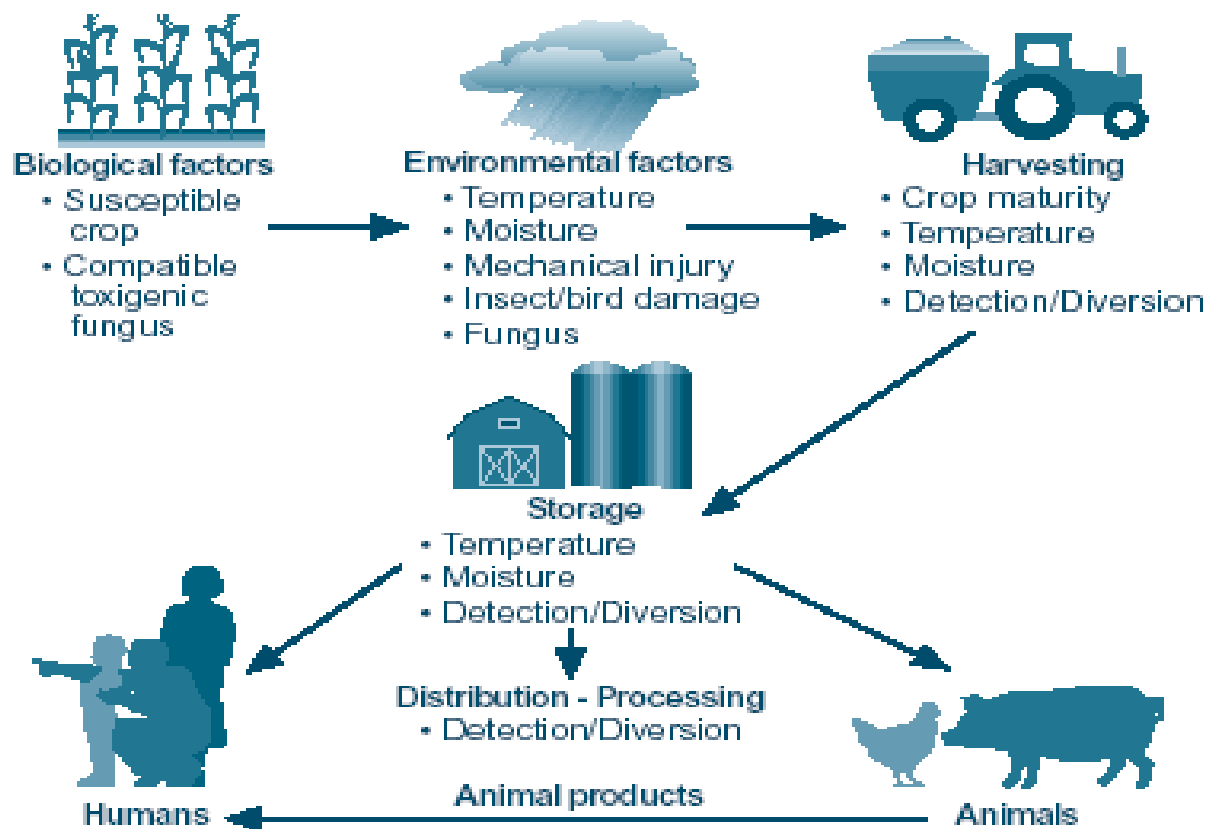 Biological factors
• Susceptible
crop
• Compatible
toxigenic
fungus
Environmental factors
• Temperature
• Moisture
• Mechanical injury
• Insect/bird damage
• Fungus
Harvesting
• Crop maturity
• Temperature
• Moisture
• Detection/Diversion
Storage
• Temperature
• Moisture
• Detection/Diversion
Distribution - Processing
• Detection/Diversion
Animal products
Humans
Animals